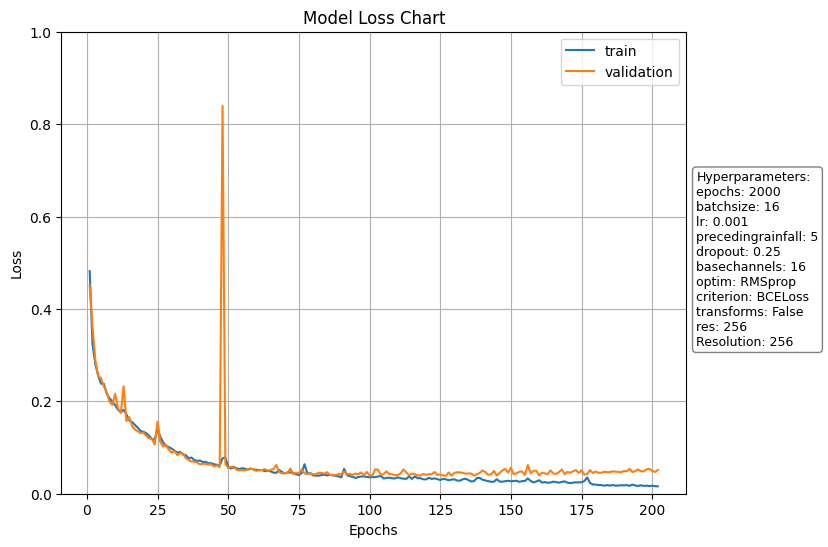 Model Loss Chart
1.0
0.8
0.6
0.4
0.2
0.0
Loss
train
validation
0
25
50
75
100
125
150
175
200
Epochs
Hyperparameters:
epochs: 2000
batchsize: 16
lr: 0.001
precedingrainfall: 5
dropout: 0.25
basechannels: 16
optim: RMSprop
criterion: BCELoss
transforms: False
res: 256
Resolution: 256